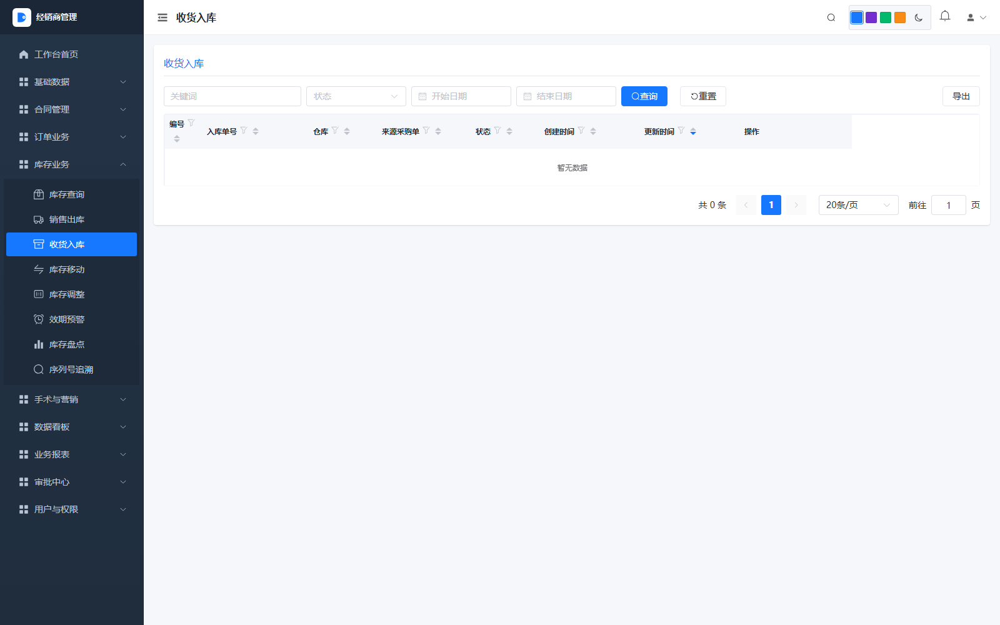 经销商管理
收货入库
工作台首页
基础数据
合同管理
订单业务
库存业务
库存查询
销售出库
收货入库
库存移动
库存调整
效期预警
库存盘点
序列号追溯
手术与营销
数据看板
业务报表
审批中心
用户与权限
收货入库
关键词 状态 开始日期 结束日期 查询 重置 导出
编号 入库单号 仓库 来源采购单 状态 创建时间 更新时间 操作
暂无数据
共 0 条 1 20条/页 前往 1 页